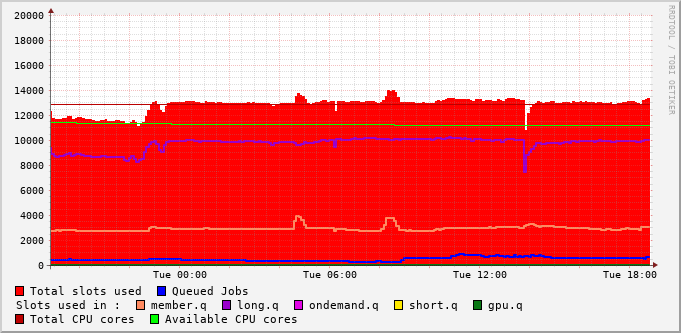 20000
18000
16000
14000
12000
10000
8000
6000
4000
2000
0
Tue 00:00 Tue 06:00 Tue 12:00 Tue 18:00
RRDTOOL / TOBI OETIKER
Total slots used Queued Jobs
Slots used in : member.q long.q ondemand.q short.q gpu.q
Total CPU cores Available CPU cores